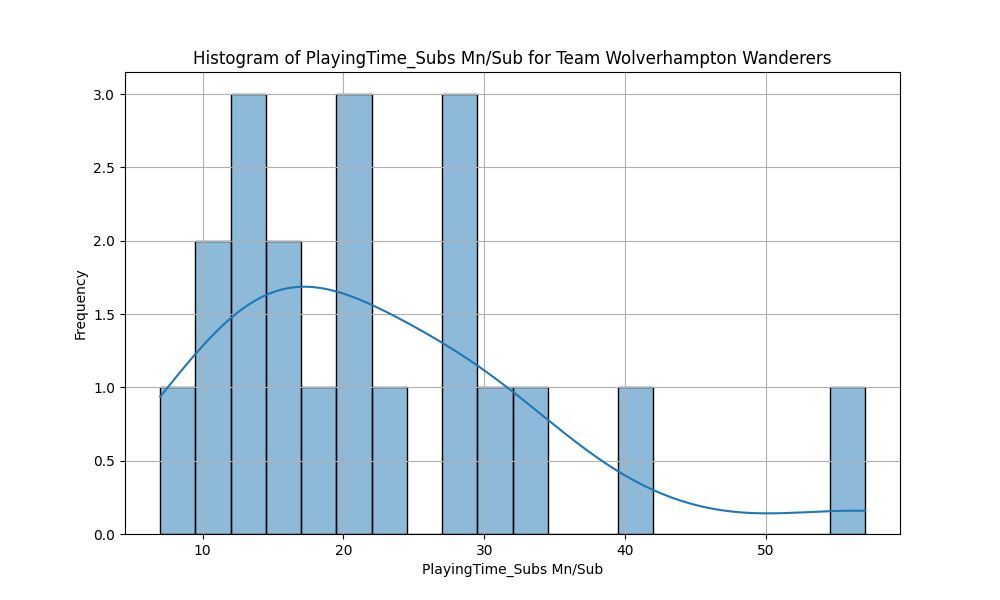 Histogram of PlayingTime_Subs Mn/Sub for Team Wolverhampton Wanderers
Frequency
3.0
2.5
2.0
1.5
1.0
0.5
0.0
10 20 30 40 50
PlayingTime_Subs Mn/Sub